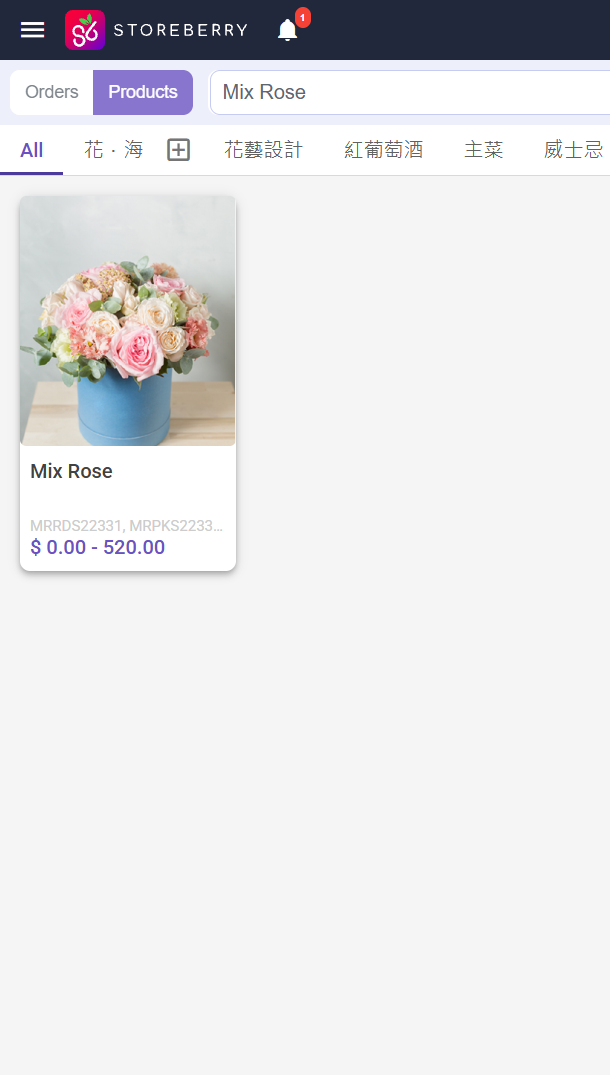 STOREBERRY
1
Orders
Products
Mix Rose
All
花 · 海
花藝設計
紅葡萄酒
主菜
威士忌
Mix Rose
MRRDS22331, MRPKS2233...
$ 0.00 - 520.00